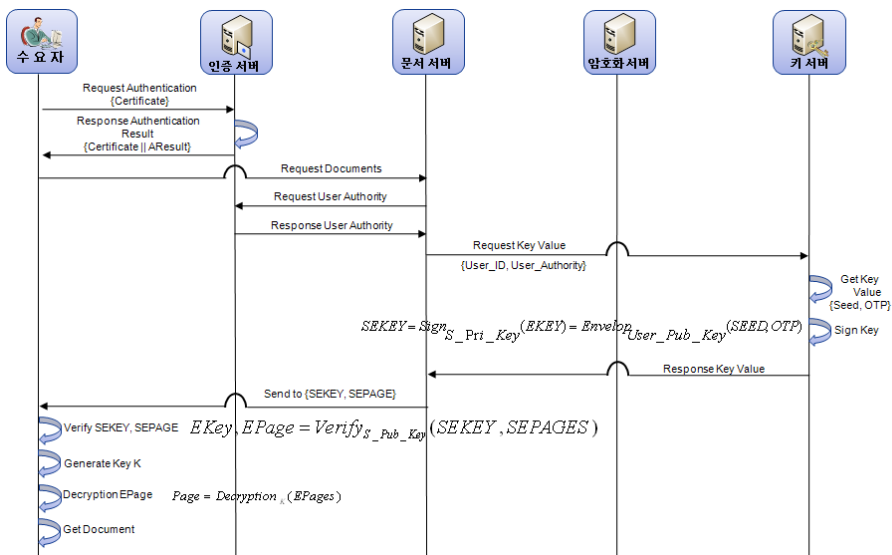 수 요 자
인증 서버
문서 서버
암호화 서버
키 서버
Request Authentication
{Certificate}
Response Authentication
Result
{Certificate || AResult}
Request Documents
Request User Authority
Response User Authority
Request Key Value
{User_ID, User_Authority}
Get Key
Value
{Seed, OTP}
SEKEY = Sign S_Pri_Key (EKEY) = Envelop User_Pub_Key (SEED, OTP)
Sign Key
Response Key Value
Send to {SEKEY, SEPAGE}
Verify SEKEY, SEPAGE
EKey, EPage = Verify S_Pub_Key (SEKEY, SEPAGES)
Generate Key K
Decryption EPage
Page = Decryption K (EPages)
Get Document